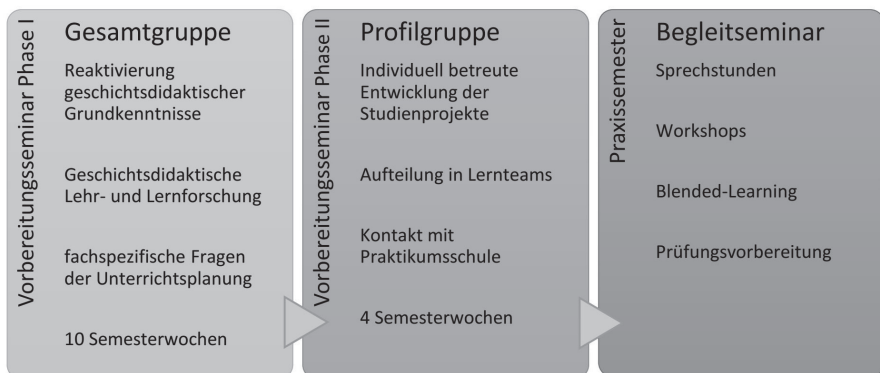 Vorbereitungsseminar Phase I
Gesamtgruppe
Reaktivierung
geschichtsdidaktischer
Grundkenntnisse
Geschichtsdidaktische
Lehr- und Lernforschung
fachspezifische Fragen
der Unterrichtsplanung
10 Semesterwochen
Vorbereitungsseminar Phase II
Profilgruppe
Individuell betreute
Entwicklung der
Studienprojekte
Aufteilung in Lernteams
Kontakt mit
Praktikumsschule
4 Semesterwochen
Praxissemester
Begleitseminar
Sprechstunden
Workshops
Blended-Learning
Prüfungsvorbereitung